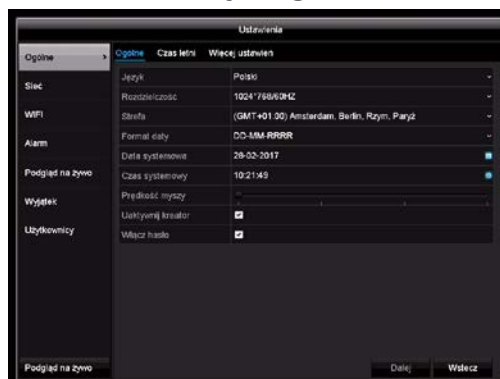 Ustawienia
Ogólne
Sieć
WIFI
Alarm
Podgląd na żywo
Wyjątek
Użytkownicy
Podgląd na żywo
Ogólne Czas letni Więcej ustawień
Język Polski
Rozdzielczość 1024*768/60HZ
Strefa (GMT+01:00) Amsterdam, Berlin, Rzym, Paryż
Format daty DD-MM-RRRR
Data systemowa 28-02-2017
Czas systemowy 10:21:49
Prędkość myszy
Uaktywnij kreator
Włącz hasło
Dalej Wstecz